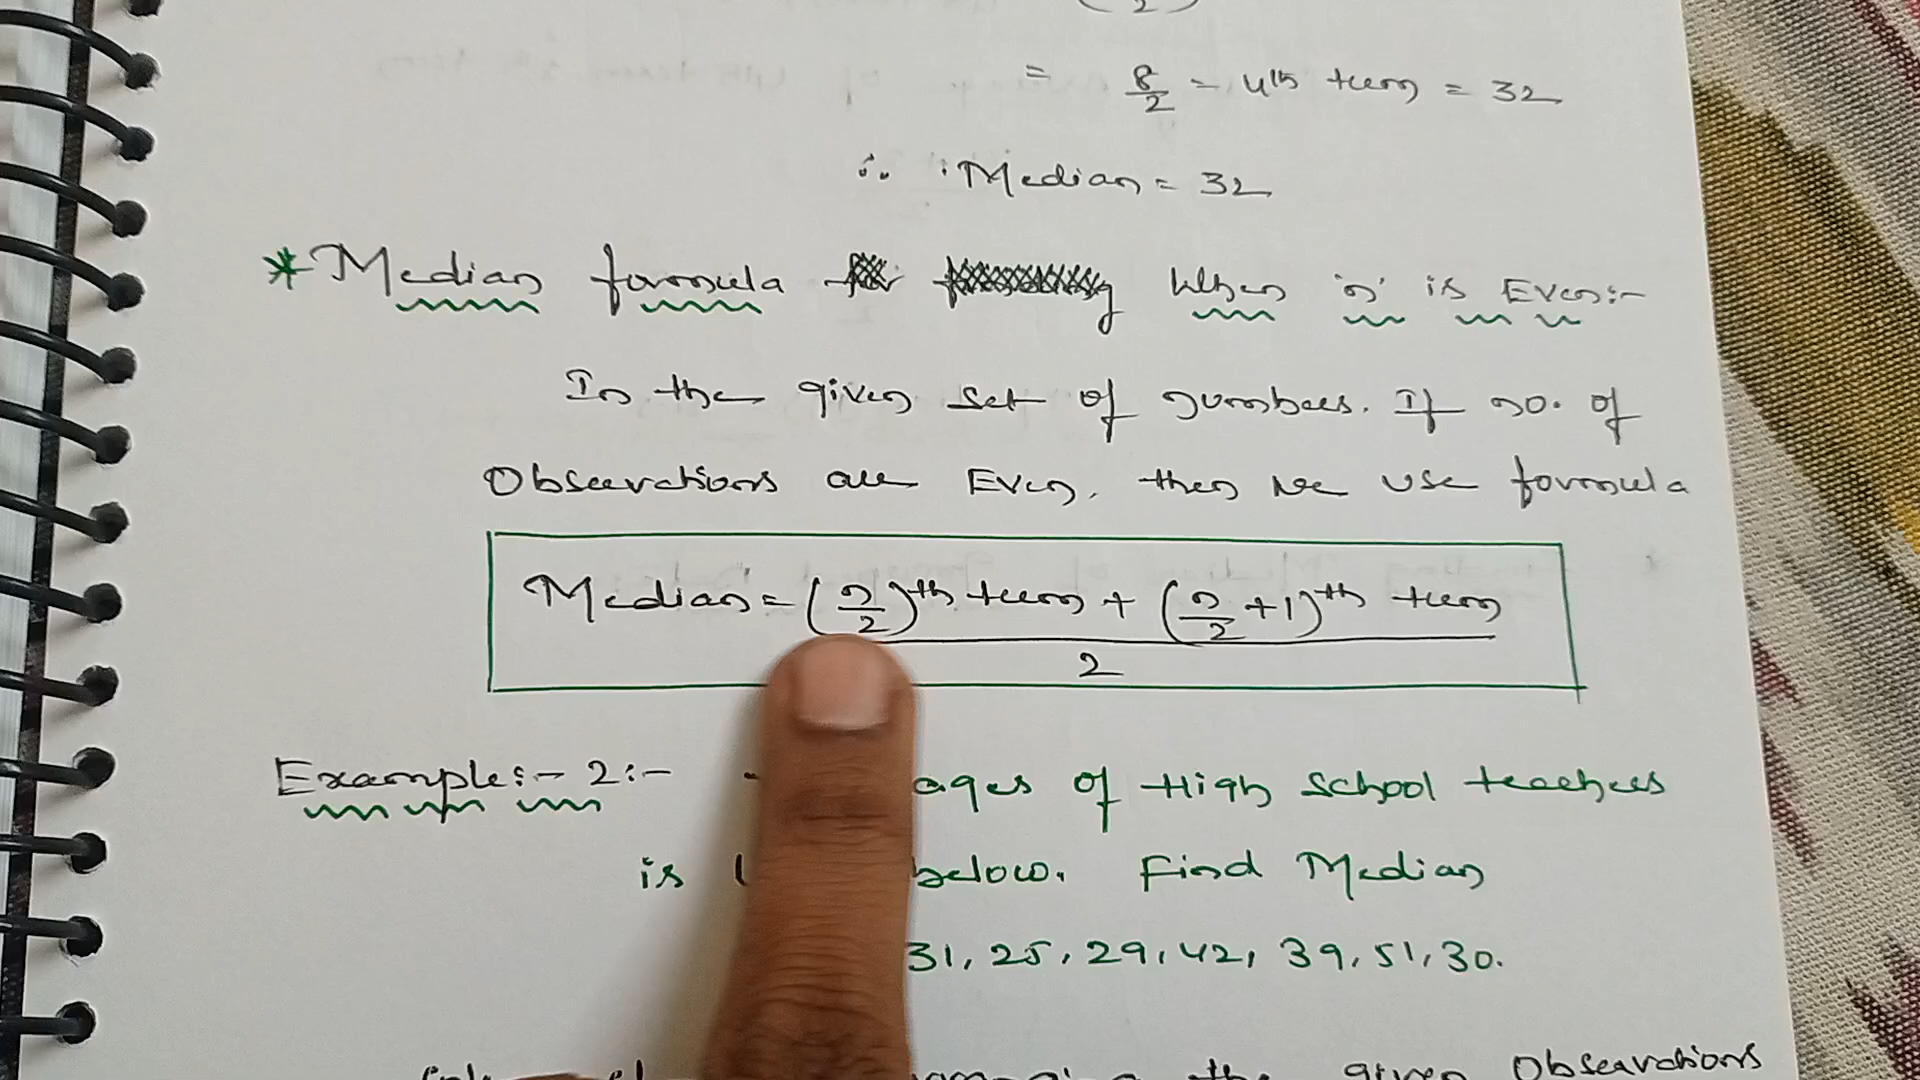 = 8/2 = 4th term = 32
∴ Median = 32
* Median formula When 'n' is Even:-
In the given set of numbers. If no. of
Observations are Even, then we use formula
Median = (n/2)th term + (n/2 + 1)th term
2
Example:- 2:- ages of High School teachers
is below. Find Median
31, 25, 29, 42, 39, 51, 30.
the given Observations